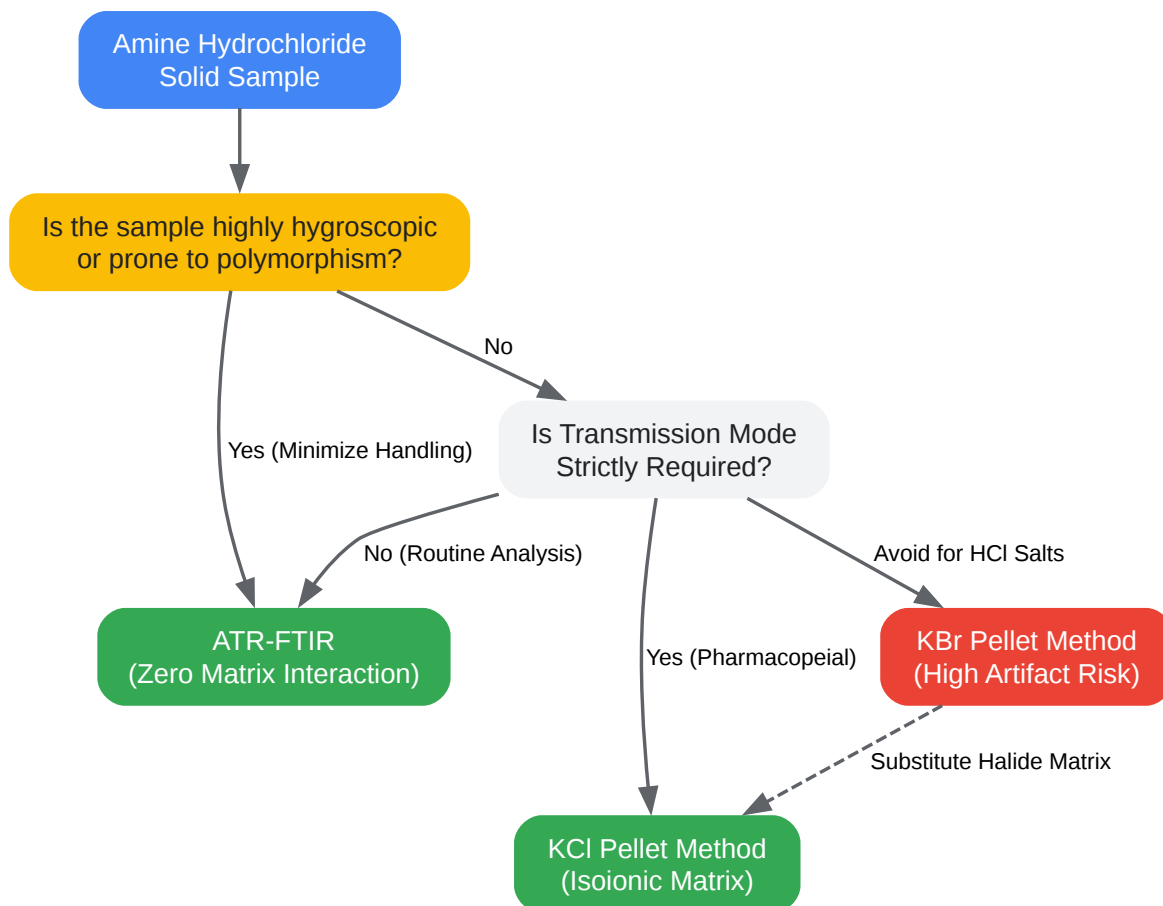 Amine Hydrochloride
Solid Sample
Is the sample highly hygroscopic
or prone to polymorphism?
No
Is Transmission Mode
Strictly Required?
Yes (Minimize Handling)
No (Routine Analysis)
Avoid for HCl Salts
ATR-FTIR
(Zero Matrix Interaction)
Yes (Pharmacopeial)
KBr Pellet Method
(High Artifact Risk)
Substitute Halide Matrix
KCl Pellet Method
(Isoionic Matrix)